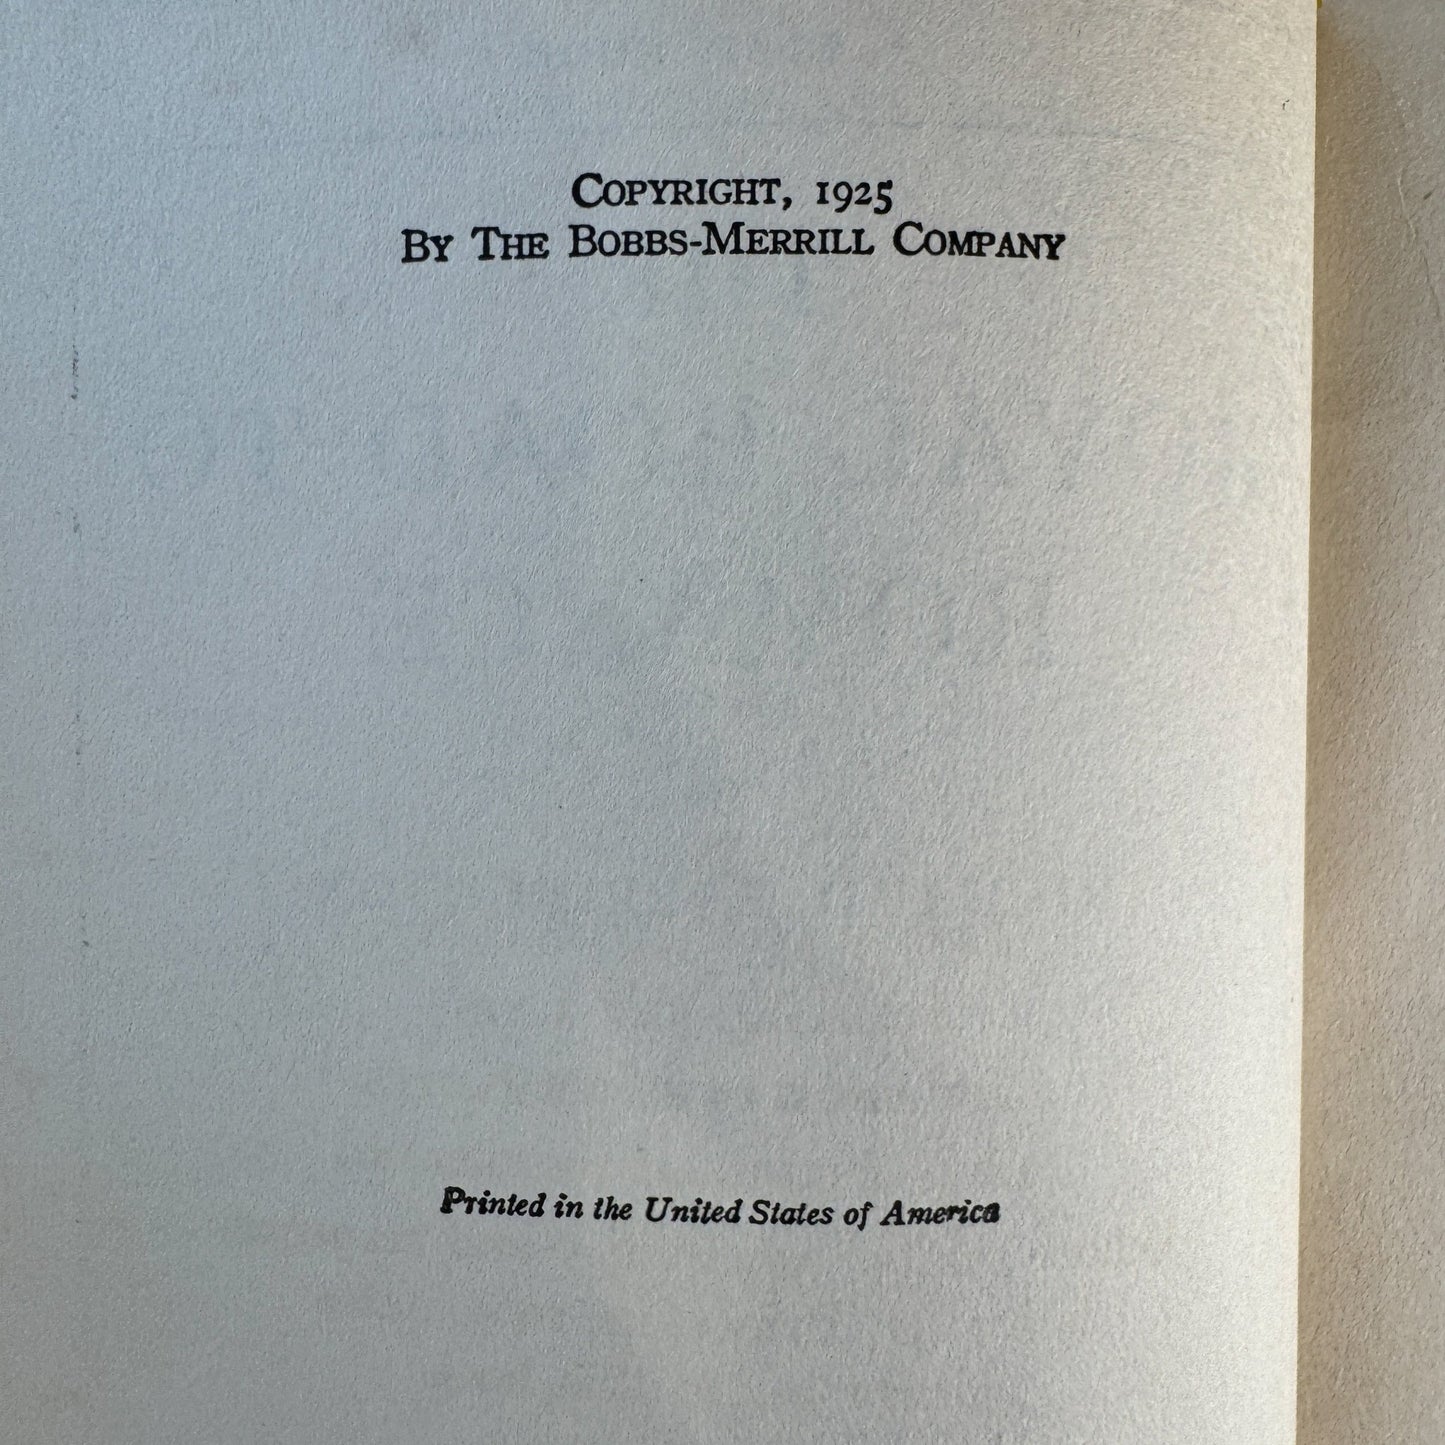 COPYRIGHT, 1925
BY THE BOBBS-MERRILL COMPANY
Printed in the United States of America